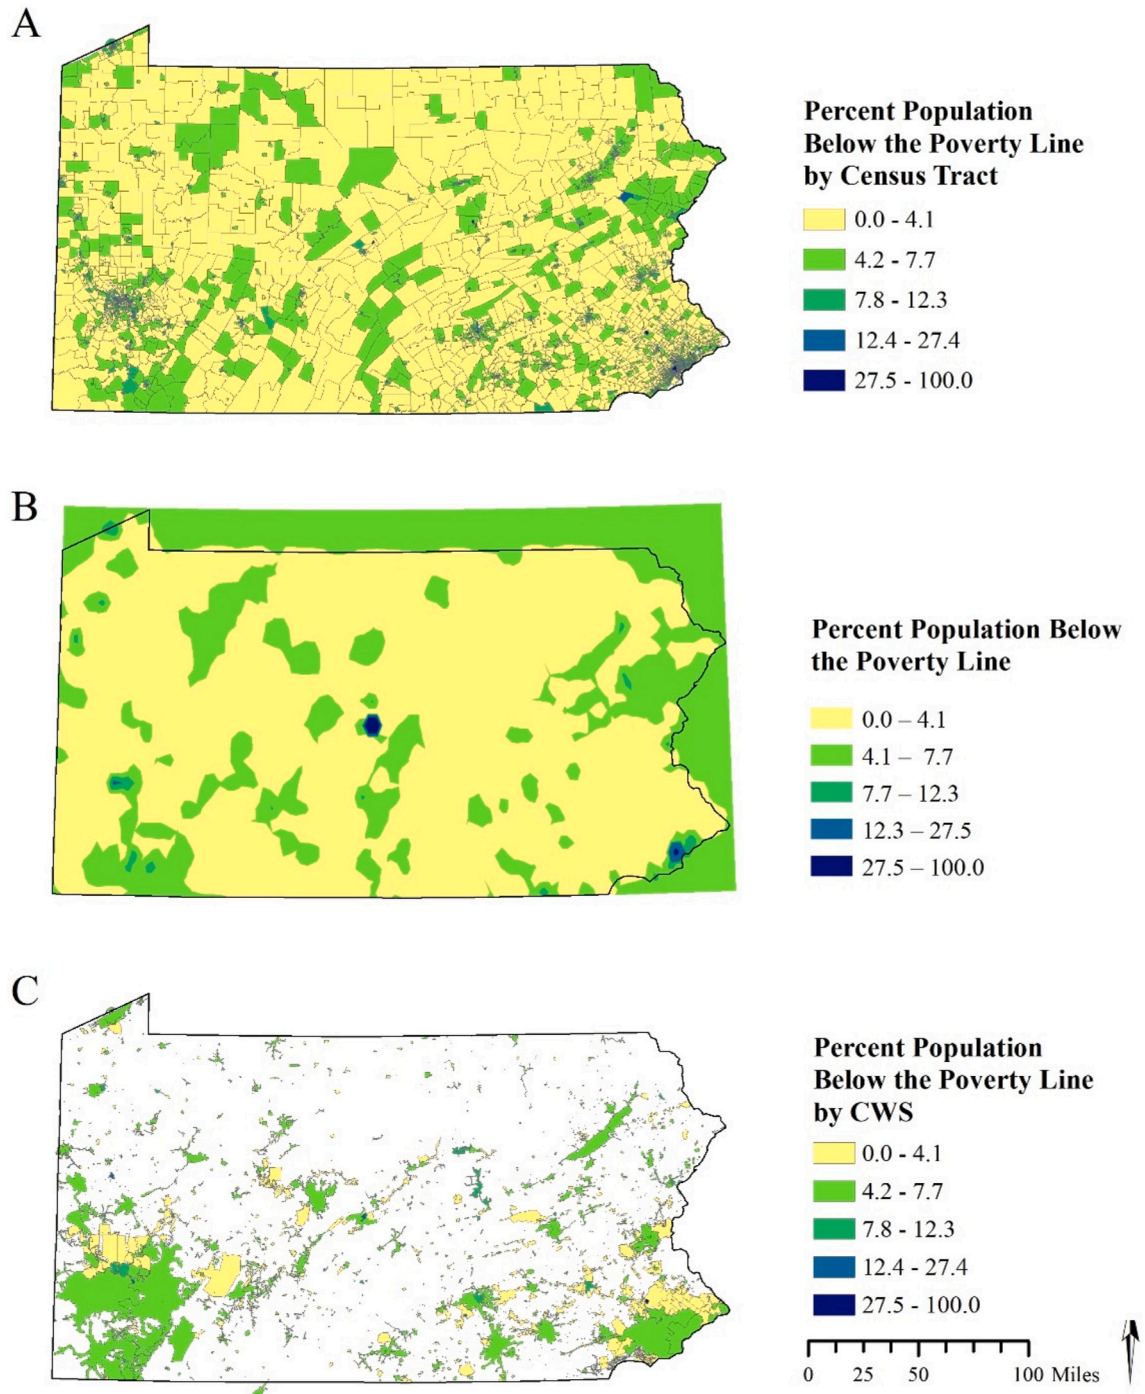 A
Percent Population
Below the Poverty Line
by Census Tract
0.0 - 4.1
4.2 - 7.7
7.8 - 12.3
12.4 - 27.4
27.5 - 100.0
B
Percent Population Below
the Poverty Line
0.0 – 4.1
4.1 – 7.7
7.7 – 12.3
12.3 – 27.5
27.5 – 100.0
C
Percent Population
Below the Poverty Line
by CWS
0.0 - 4.1
4.2 - 7.7
7.8 - 12.3
12.4 - 27.4
27.5 - 100.0
0 25 50 100 Miles